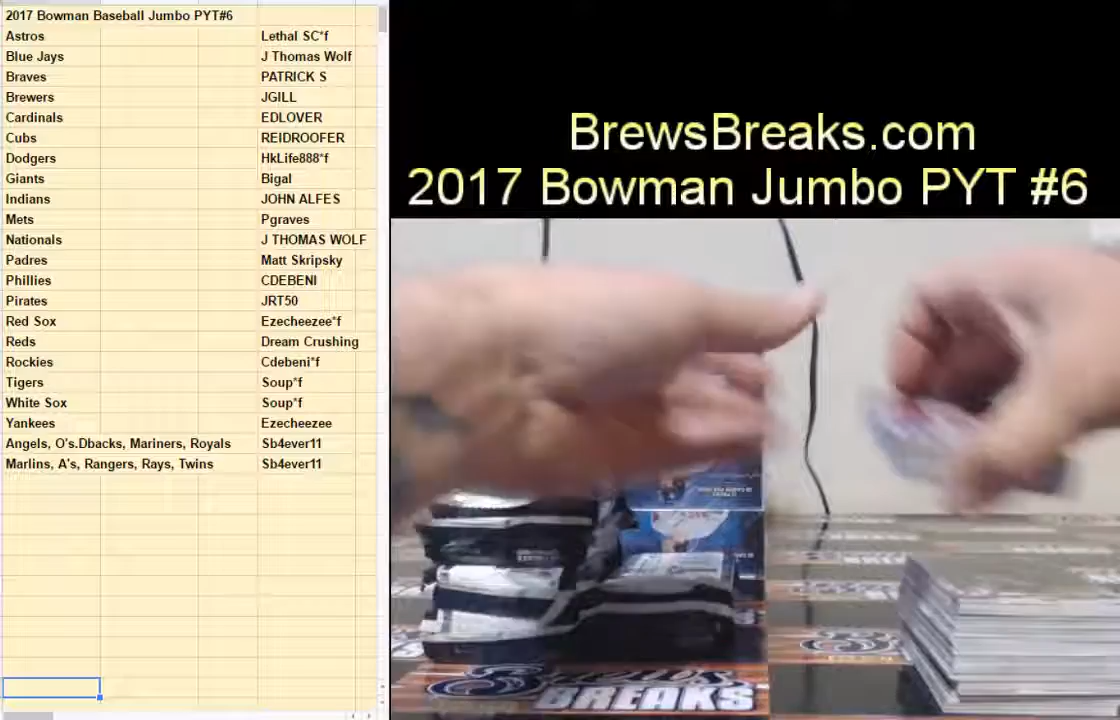 2017 Bowman Baseball Jumbo PYT#6
Astros Lethal SC*f
Blue Jays J Thomas Wolf
Braves PATRICK S
Brewers JGILL
Cardinals EDLOVER
Cubs REIDROOFER
Dodgers HkLife888*f
Giants Bigal
Indians JOHN ALFES
Mets Pgraves
Nationals J THOMAS WOLF
Padres Matt Skripsky
Phillies CDEBENI
Pirates JRT50
Red Sox Ezecheezee*f
Reds Dream Crushing
Rockies Cdebeni*f
Tigers Soup*f
White Sox Soup*f
Yankees Ezecheezee
Angels, O's.Dbacks, Mariners, Royals Sb4ever11
Marlins, A's, Rangers, Rays, Twins Sb4ever11
BrewsBreaks.com
2017 Bowman Jumbo PYT #6
Brews
BREAKS